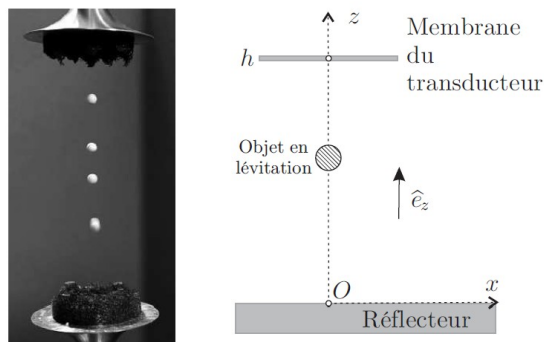 z
Membrane
du
transducteur
h
Objet en
lévitation
ê_z
O
x
Réflecteur